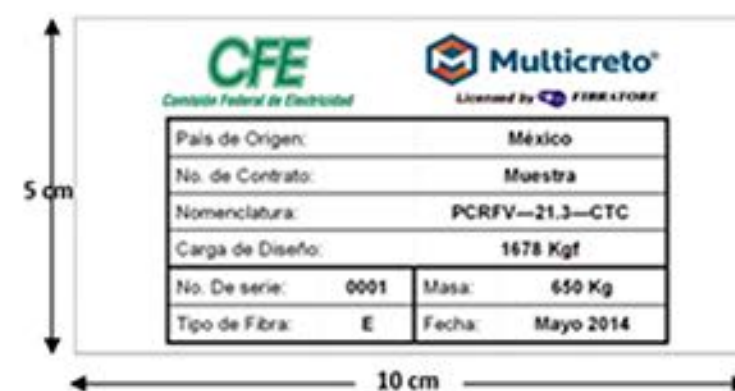 CFE
Comisión Federal de Electricidad
Multicreto®
Licensed by FIBRATORE
País de Origen: México
No. de Contrato: Muestra
Nomenclatura: PCRFV—21.3—CTC
Carga de Diseño: 1678 Kgf
No. De serie: 0001 Masa: 650 Kg
Tipo de Fibra: E Fecha: Mayo 2014
5 cm
10 cm